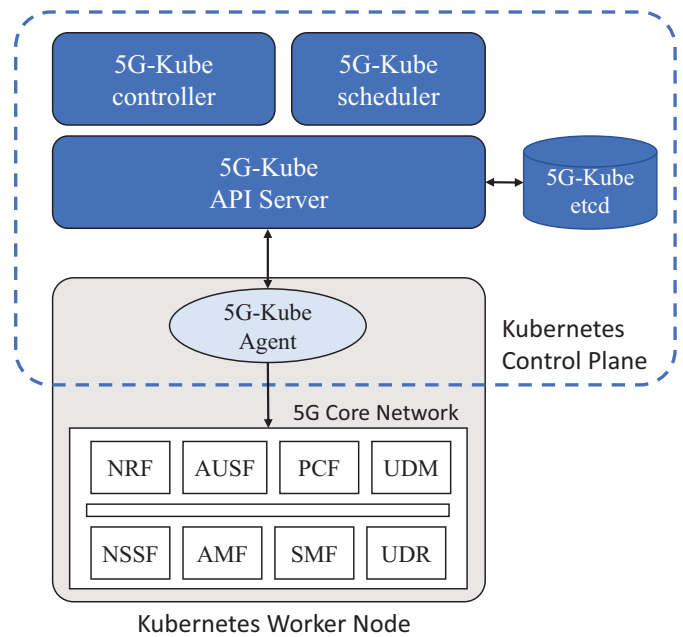 5G-Kube
controller
5G-Kube
scheduler
5G-Kube
API Server
5G-Kube
etcd
5G-Kube
Agent
Kubernetes
Control Plane
5G Core Network
NRF
AUSF
PCF
UDM
NSSF
AMF
SMF
UDR
Kubernetes Worker Node